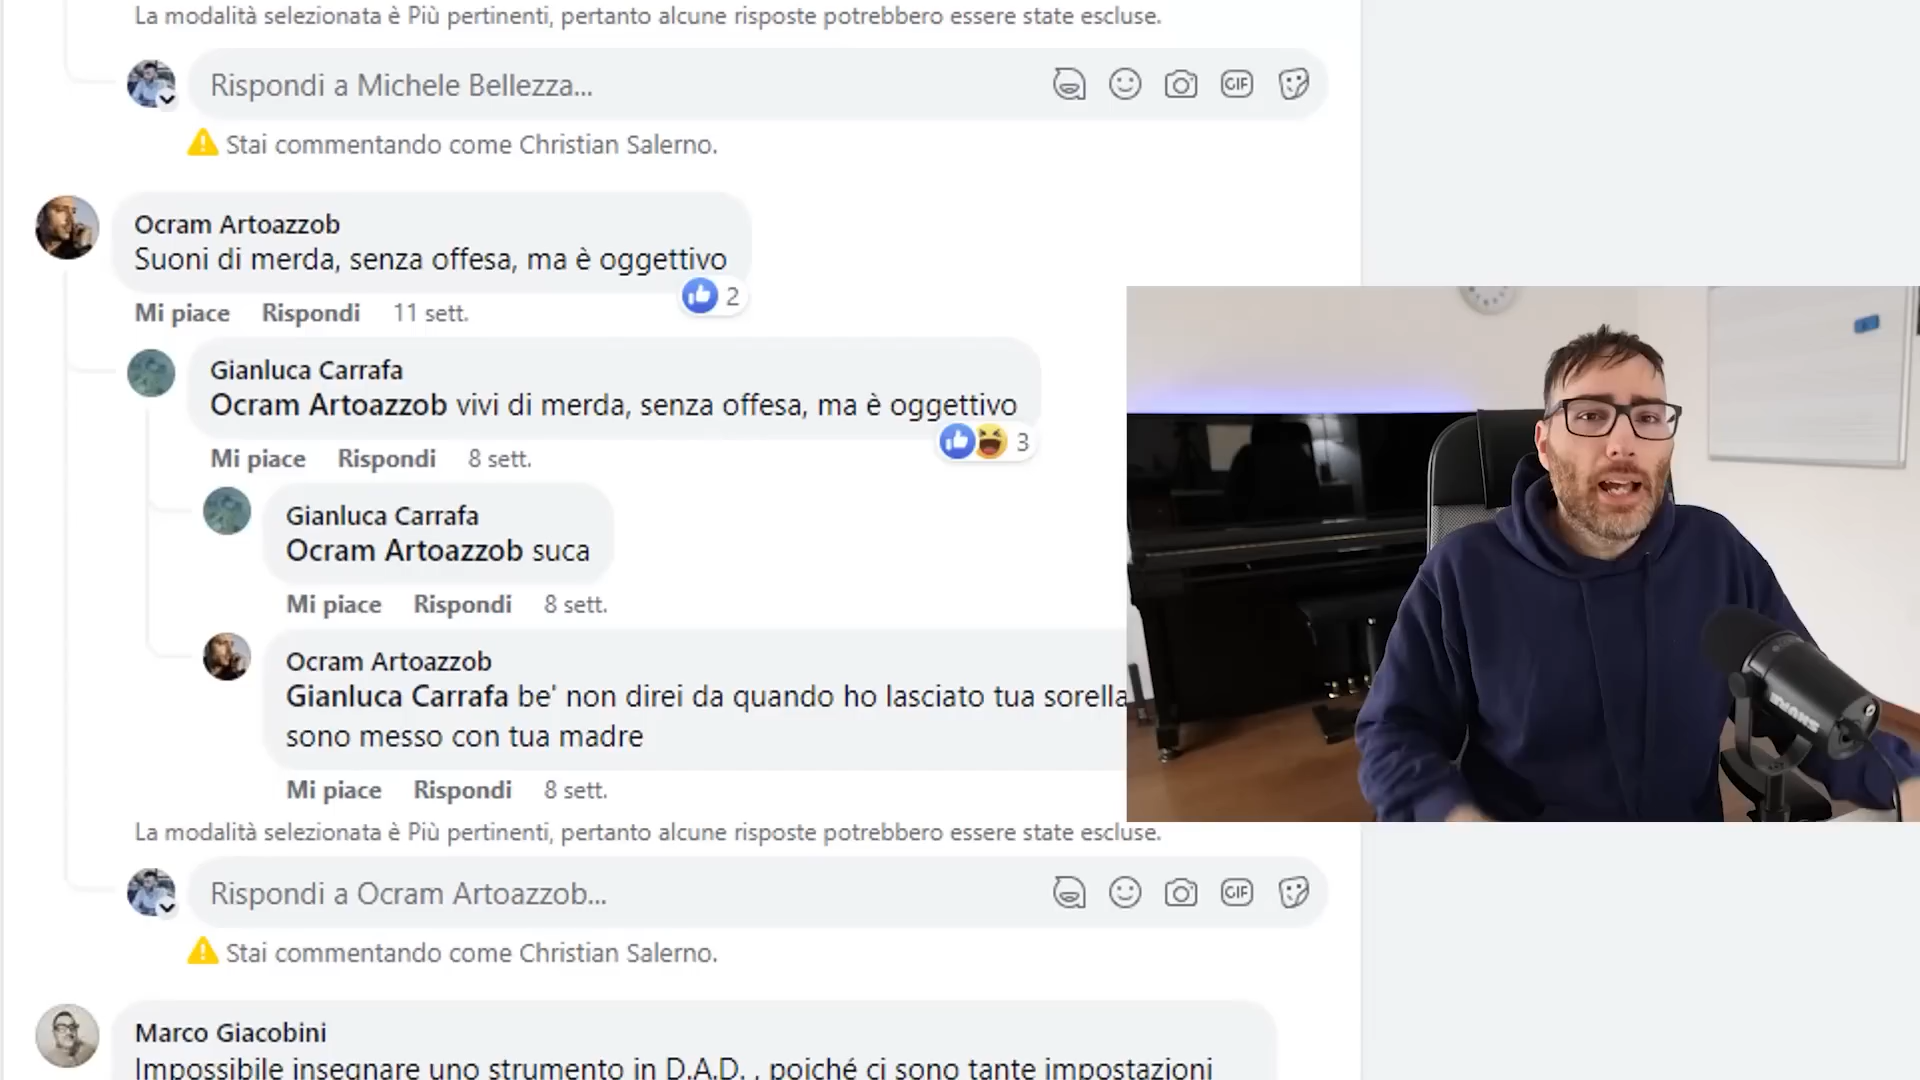 La modalità selezionata è Più pertinenti, pertanto alcune risposte potrebbero essere state escluse.
Rispondi a Michele Bellezza...
GIF
Stai commentando come Christian Salerno.
Ocram Artoazzob
Suoni di merda, senza offesa, ma è oggettivo
2
Mi piace Rispondi 11 sett.
Gianluca Carrafa
Ocram Artoazzob vivi di merda, senza offesa, ma è oggettivo
3
Mi piace Rispondi 8 sett.
Gianluca Carrafa
Ocram Artoazzob suca
Mi piace Rispondi 8 sett.
Ocram Artoazzob
Gianluca Carrafa be' non direi da quando ho lasciato tua sorella
sono messo con tua madre
Mi piace Rispondi 8 sett.
La modalità selezionata è Più pertinenti, pertanto alcune risposte potrebbero essere state escluse.
Rispondi a Ocram Artoazzob...
GIF
Stai commentando come Christian Salerno.
Marco Giacobini
Impossibile insegnare uno strumento in D.A.D. , poiché ci sono tante impostazioni
SHURE